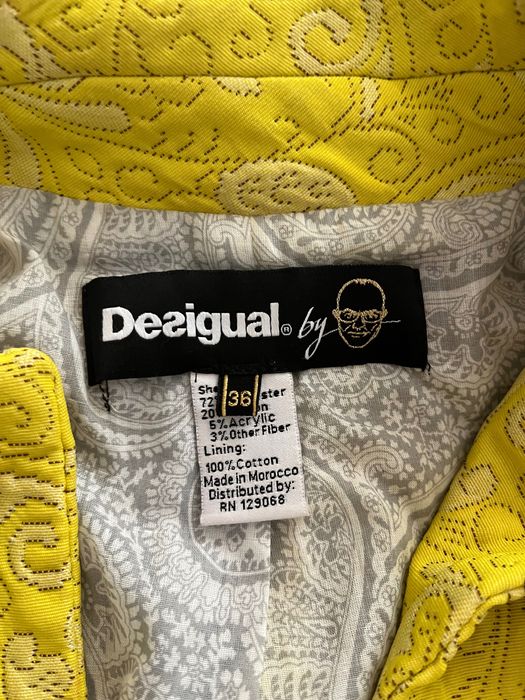 Desigual® by
36
5%Acrylic
3%Other Fiber
Lining:
100%Cotton
Made in Morocco
Distributed by:
RN 129068